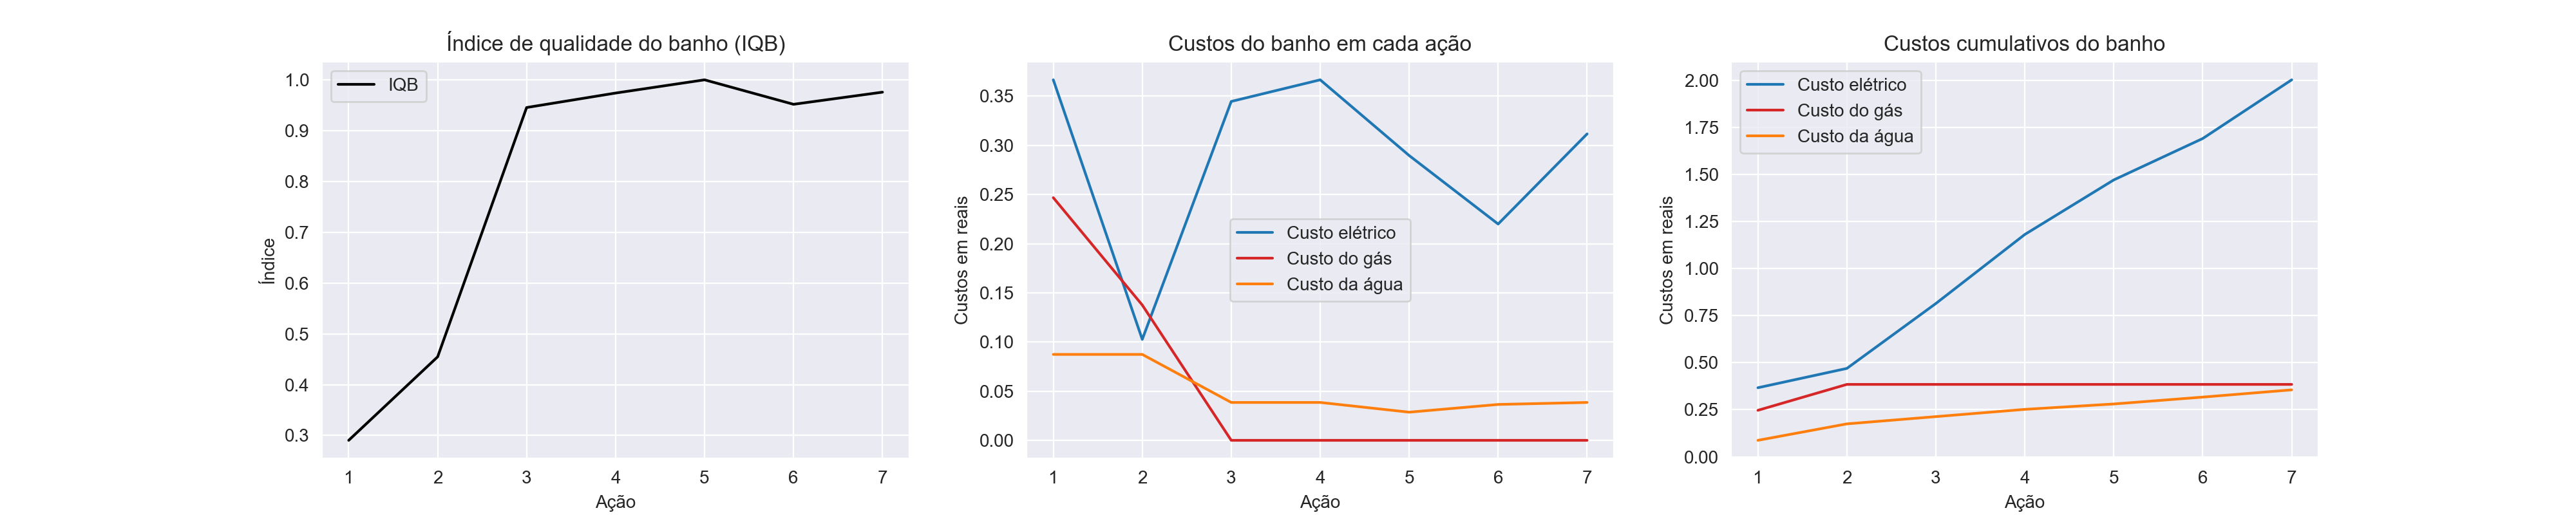 Índice de qualidade do banho (IQB)
IQB
1.0
0.9
0.8
0.7
0.6
0.5
0.4
0.3
Índice
1 2 3 4 5 6 7
Ação
Custos do banho em cada ação
0.35
0.30
0.25
0.20
0.15
0.10
0.05
0.00
Custos em reais
Custo elétrico
Custo do gás
Custo da água
1 2 3 4 5 6 7
Ação
Custos cumulativos do banho
2.00
1.75
1.50
1.25
1.00
0.75
0.50
0.25
0.00
Custos em reais
Custo elétrico
Custo do gás
Custo da água
1 2 3 4 5 6 7
Ação